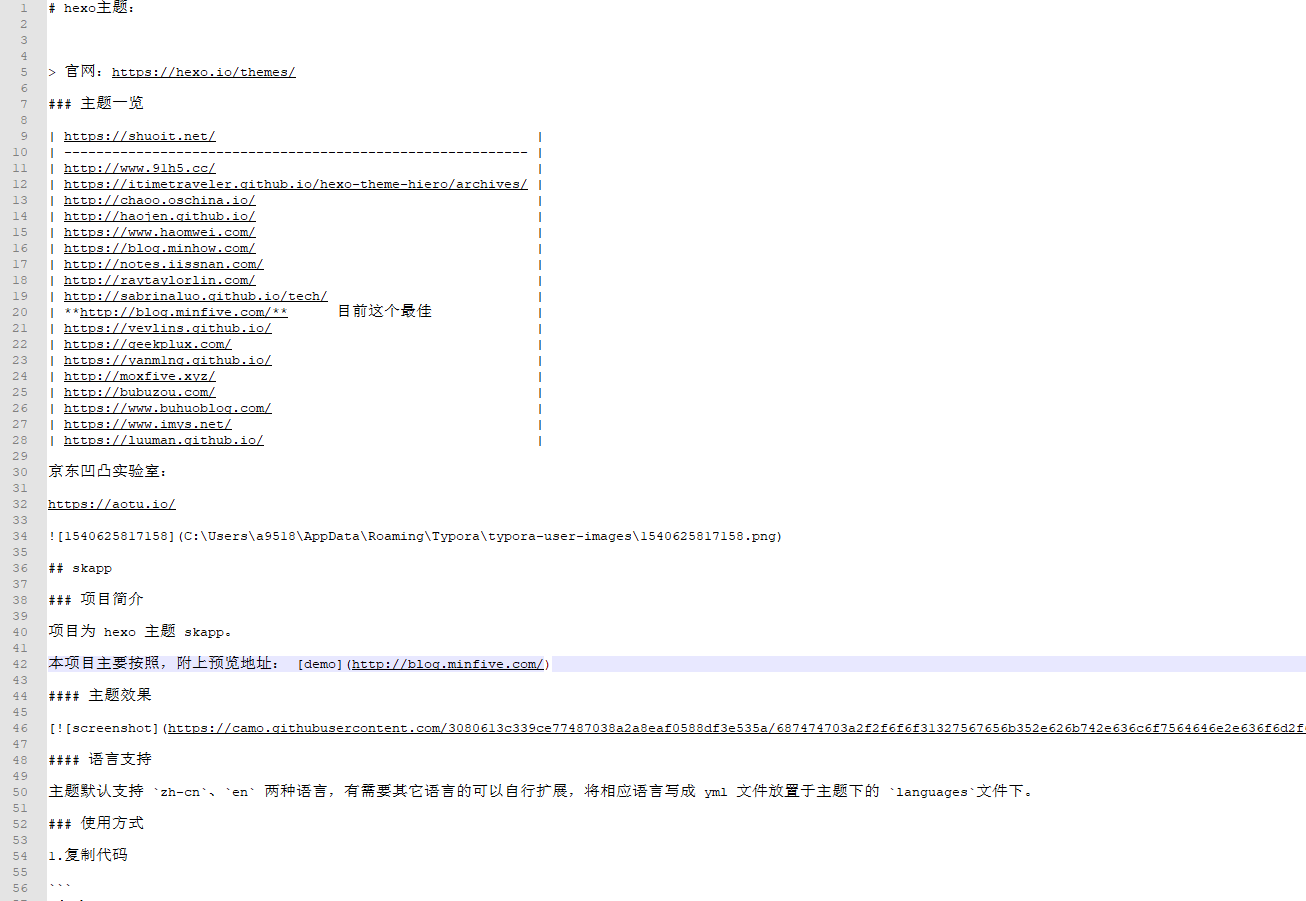 1 # hexo主题：
2
3
4
5 > 官网：https://hexo.io/themes/
6
7 ### 主题一览
8
9 | https://shuoit.net/ |
10 | ---------------------------------------------------------- |
11 | http://www.91h5.cc/ |
12 | https://itimetraveler.github.io/hexo-theme-hiero/archives/ |
13 | http://chaoo.oschina.io/ |
14 | http://haojen.github.io/ |
15 | https://www.haomwei.com/ |
16 | https://blog.minhow.com/ |
17 | http://notes.iissnan.com/ |
18 | http://raytaylorlin.com/ |
19 | http://sabrinaluo.github.io/tech/ |
20 | **http://blog.minfive.com/** 目前这个最佳 |
21 | https://vevlins.github.io/ |
22 | https://geekplux.com/ |
23 | https://yanm1ng.github.io/ |
24 | http://moxfive.xyz/ |
25 | http://bubuzou.com/ |
26 | https://www.buhuoblog.com/ |
27 | https://www.imys.net/ |
28 | https://luuman.github.io/ |
29
30 京东凹凸实验室：
31
32 https://aotu.io/
33
34 ![1540625817158](C:\Users\a9518\AppData\Roaming\Typora\typora-user-images\1540625817158.png)
35
36 ## skapp
37
38 ### 项目简介
39
40 项目为 hexo 主题 skapp。
41
42 本项目主要按照，附上预览地址： [demo](http://blog.minfive.com/)
43
44 #### 主题效果
45
46 [![screenshot](https://camo.githubusercontent.com/3080613c339ce77487038a2a8eaf0588df3e535a/687474703a2f2f6f6f31327567656b352e626b742e636c6f7564646e2e636f6d2f
47
48 #### 语言支持
49
50 主题默认支持 `zh-cn`、`en` 两种语言，有需要其它语言的可以自行扩展，将相应语言写成 yml 文件放置于主题下的 `languages`文件下。
51
52 ### 使用方式
53
54 1.复制代码
55
56 ```